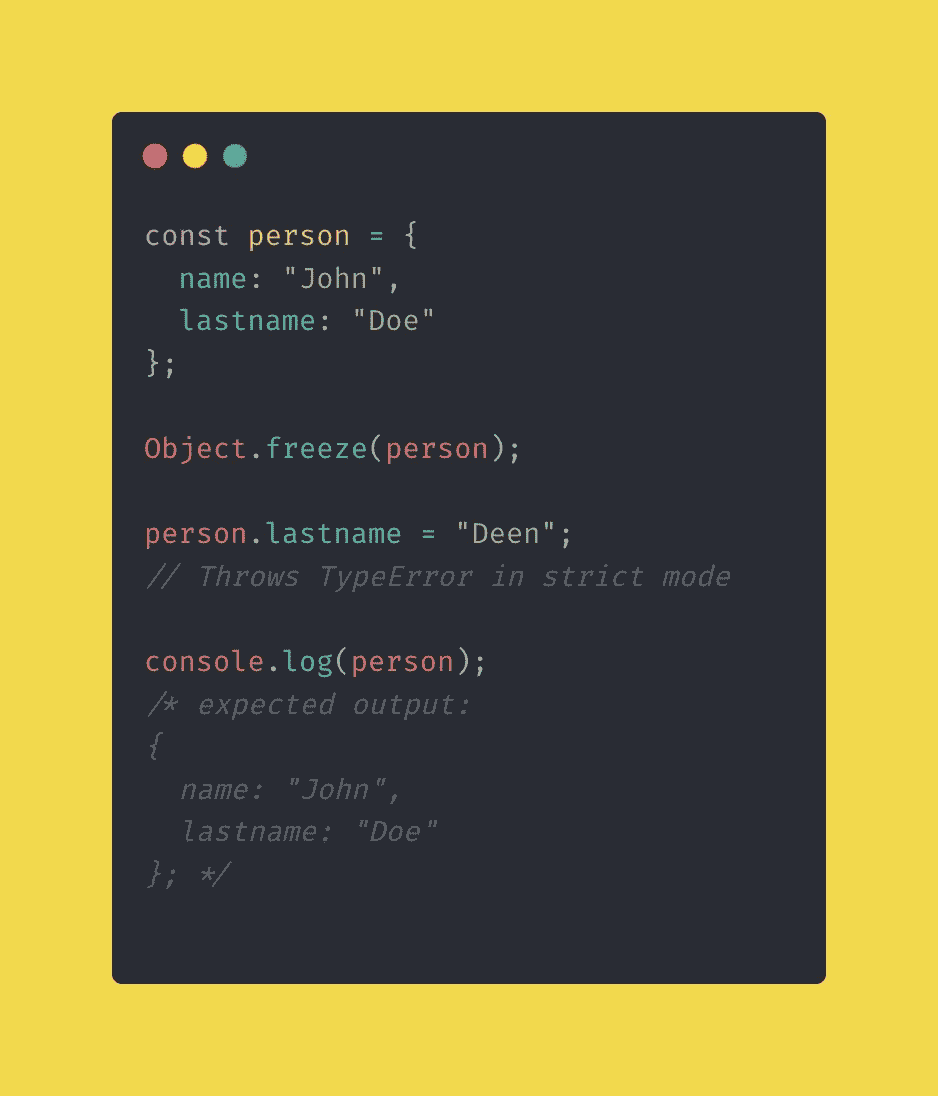 const person = {
  name: "John",
  lastname: "Doe"
};

Object.freeze(person);

person.lastname = "Deen";
// Throws TypeError in strict mode

console.log(person);
/* expected output:
{
  name: "John",
  lastname: "Doe"
}; */